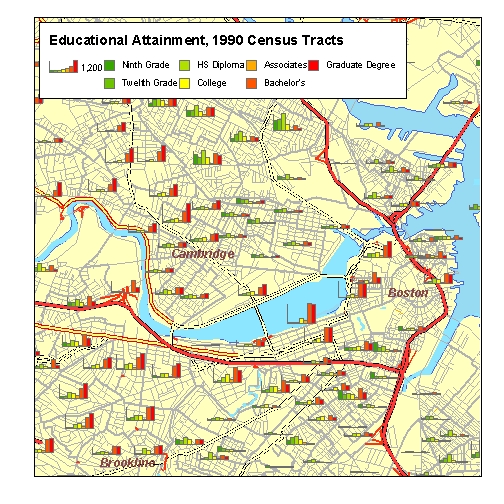 Educational Attainment, 1990 Census Tracts
1,200 Ninth Grade HS Diploma Associates Graduate Degree
Twelth Grade College Bachelor's
Cambridge
Boston
Brookline